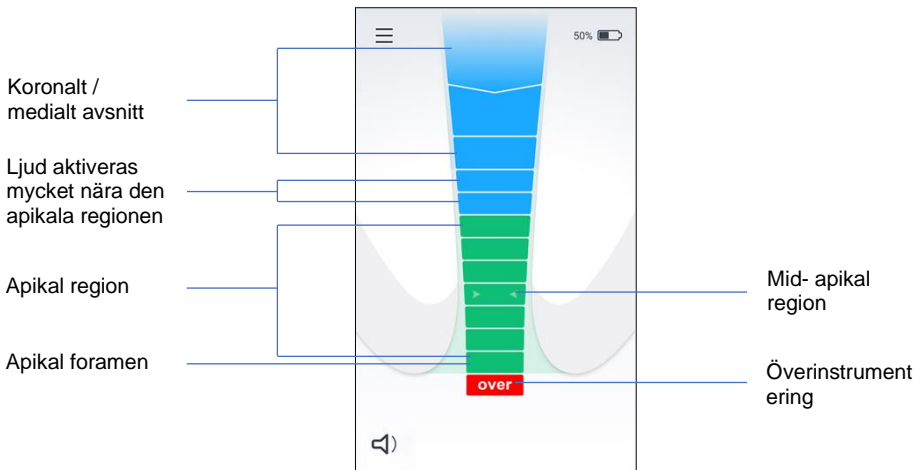 50%
Koronalt /
medialt avsnitt
Ljud aktiveras
mycket nära den
apikala regionen
Apikal region
Mid- apikal
region
Apikal foramen
Överinstrument
ering
over